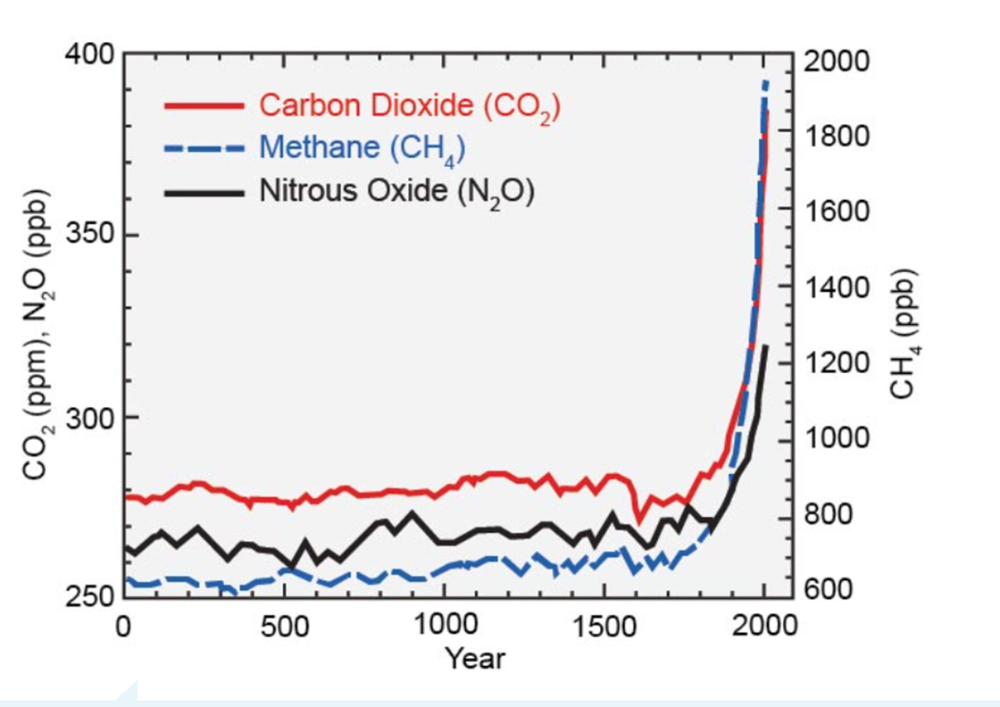 400
350
300
250
CO₂ (ppm), N₂O (ppb)
Carbon Dioxide (CO₂)
Methane (CH₄)
Nitrous Oxide (N₂O)
2000
1800
1600
1400
1200
1000
800
600
CH₄ (ppb)
0 500 1000 1500 2000
Year